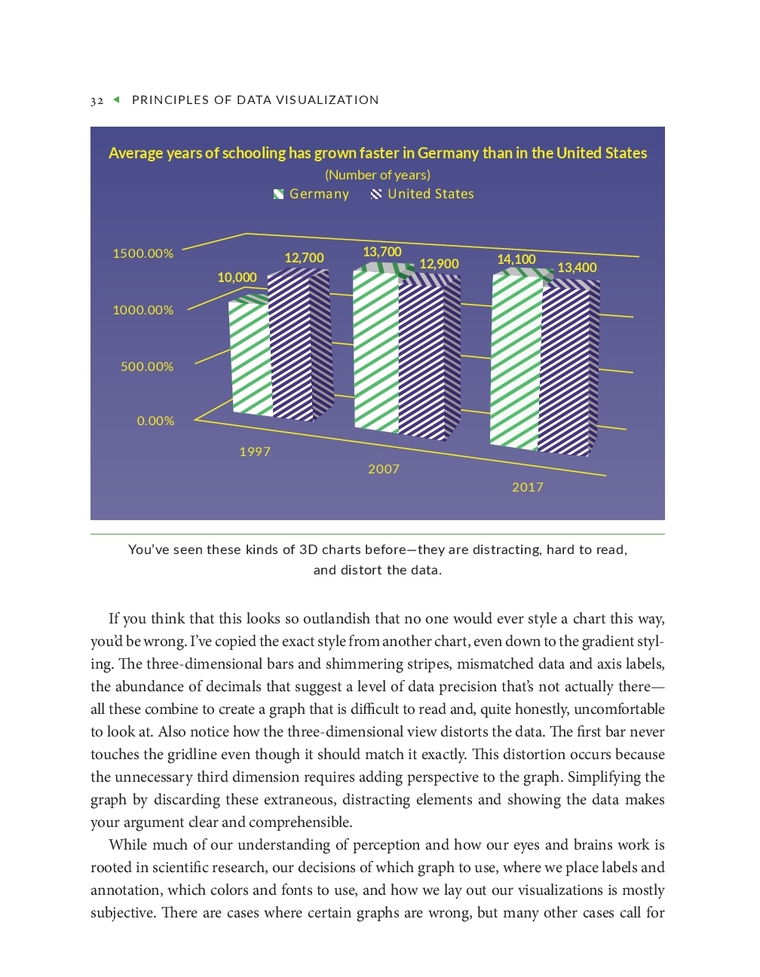 32 ◀ PRINCIPLES OF DATA VISUALIZATION
Average years of schooling has grown faster in Germany than in the United States
(Number of years)
Germany United States
1500.00%
1000.00%
500.00%
0.00%
10,000
12,700
13,700
12,900
14,100
13,400
1997
2007
2017
You’ve seen these kinds of 3D charts before—they are distracting, hard to read,
and distort the data.
If you think that this looks so outlandish that no one would ever style a chart this way,
you’d be wrong. I’ve copied the exact style from another chart, even down to the gradient styl-
ing. The three-dimensional bars and shimmering stripes, mismatched data and axis labels,
the abundance of decimals that suggest a level of data precision that’s not actually there—
all these combine to create a graph that is difficult to read and, quite honestly, uncomfortable
to look at. Also notice how the three-dimensional view distorts the data. The first bar never
touches the gridline even though it should match it exactly. This distortion occurs because
the unnecessary third dimension requires adding perspective to the graph. Simplifying the
graph by discarding these extraneous, distracting elements and showing the data makes
your argument clear and comprehensible.
While much of our understanding of perception and how our eyes and brains work is
rooted in scientific research, our decisions of which graph to use, where we place labels and
annotation, which colors and fonts to use, and how we lay out our visualizations is mostly
subjective. There are cases where certain graphs are wrong, but many other cases call for